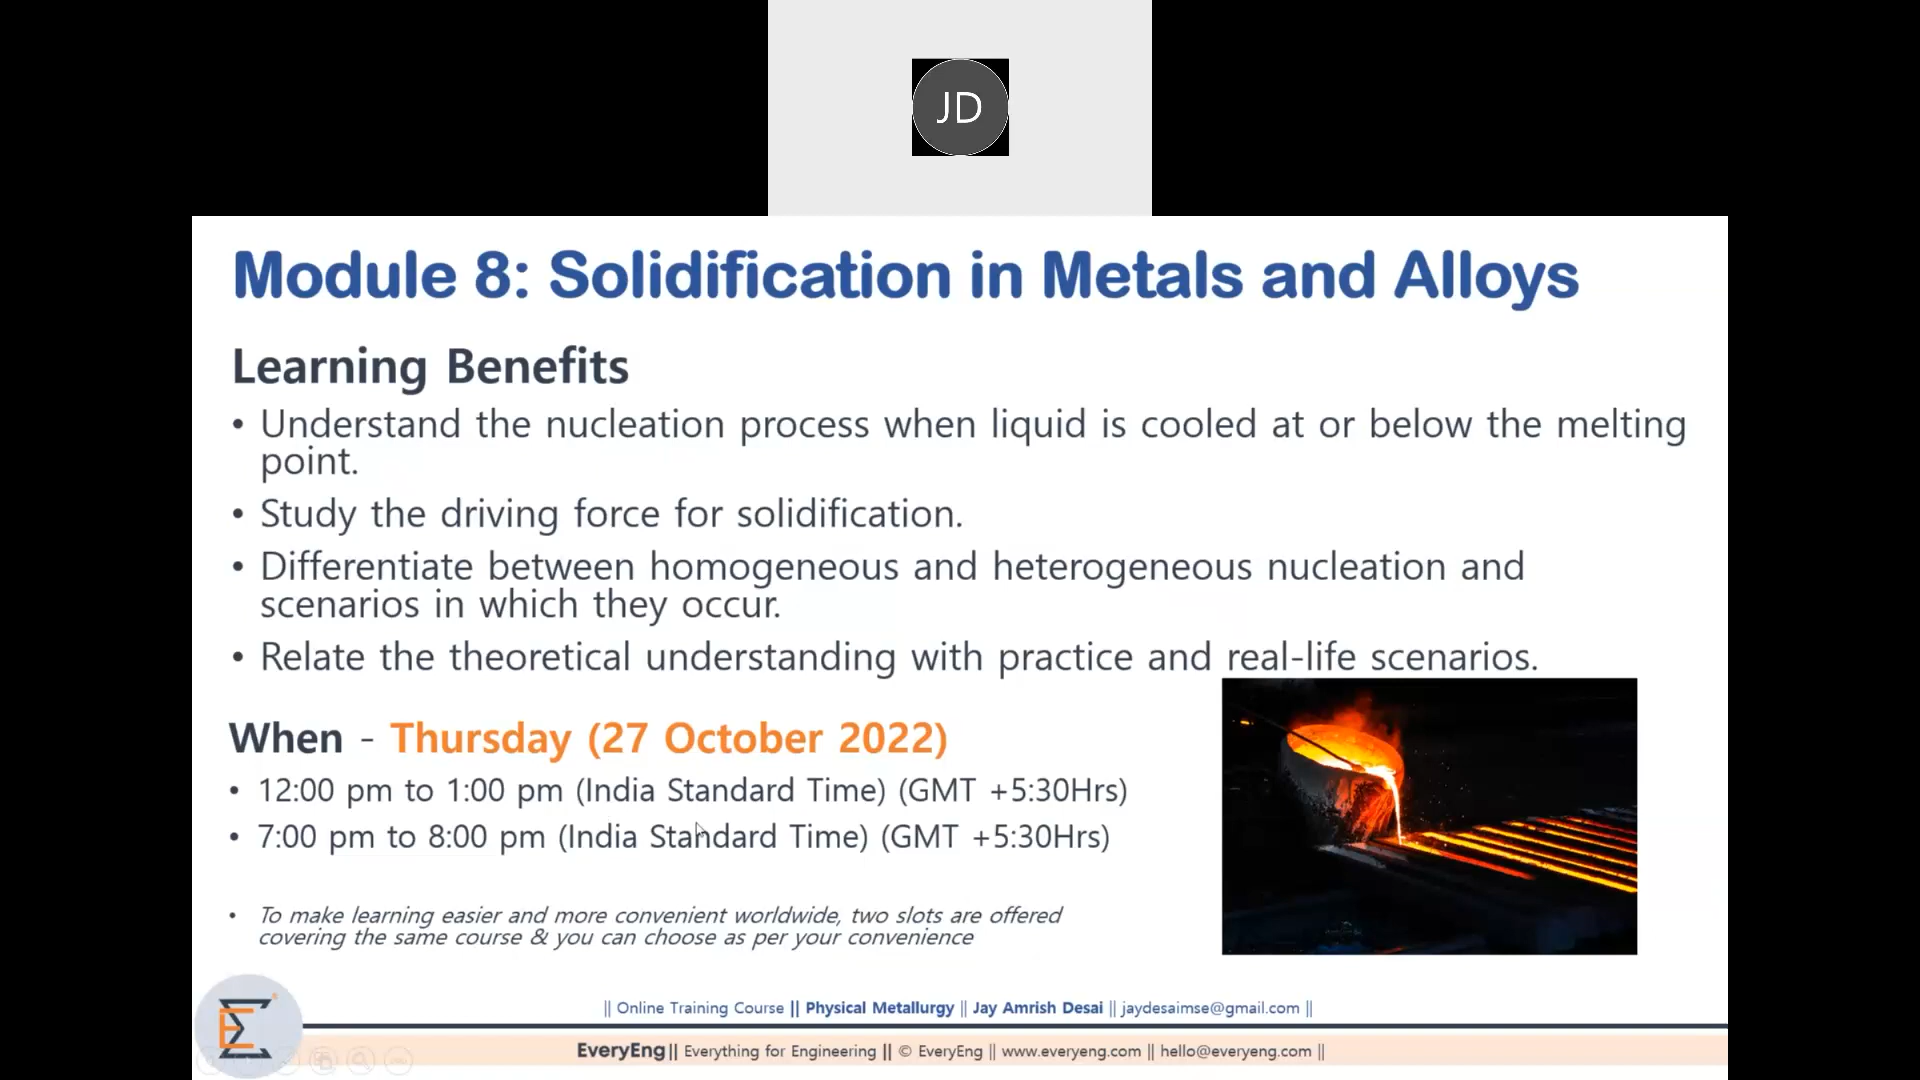 JD
Module 8: Solidification in Metals and Alloys
Learning Benefits
• Understand the nucleation process when liquid is cooled at or below the melting
point.
• Study the driving force for solidification.
• Differentiate between homogeneous and heterogeneous nucleation and
scenarios in which they occur.
• Relate the theoretical understanding with practice and real-life scenarios.
When - Thursday (27 October 2022)
• 12:00 pm to 1:00 pm (India Standard Time) (GMT +5:30Hrs)
• 7:00 pm to 8:00 pm (India Standard Time) (GMT +5:30Hrs)
• To make learning easier and more convenient worldwide, two slots are offered
covering the same course & you can choose as per your convenience
|| Online Training Course || Physical Metallurgy || Jay Amrish Desai || jaydesaimse@gmail.com ||
EveryEng || Everything for Engineering || © EveryEng || www.everyeng.com || hello@everyeng.com ||